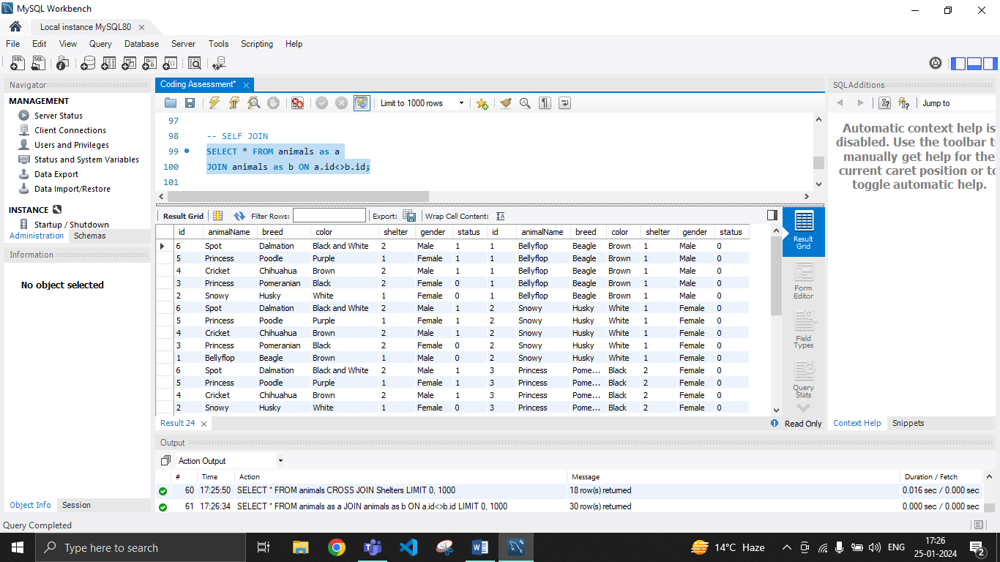 MySQL Workbench
Local instance MySQL80
File Edit View Query Database Server Tools Scripting Help
Navigator
MANAGEMENT
Server Status
Client Connections
Users and Privileges
Status and System Variables
Data Export
Data Import/Restore
INSTANCE
Startup / Shutdown
Administration Schemas
Information
No object selected
Object Info Session
Query Completed
Coding Assessment*
Limit to 1000 rows
97
98 -- SELF JOIN
99 SELECT * FROM animals as a
100 JOIN animals as b ON a.id<>b.id;
101
Result Grid Filter Rows: Export: Wrap Cell Content:
id animalName breed color shelter gender status id animalName breed color shelter gender status
6 Spot Dalmation Black and White 2 Male 1 1 Bellyflop Beagle Brown 1 Male 0
5 Princess Poodle Purple 1 Female 1 1 Bellyflop Beagle Brown 1 Male 0
4 Cricket Chihuahua Brown 2 Male 1 1 Bellyflop Beagle Brown 1 Male 0
3 Princess Pomeranian Black 2 Female 0 1 Bellyflop Beagle Brown 1 Male 0
2 Snowy Husky White 1 Female 0 1 Bellyflop Beagle Brown 1 Male 0
6 Spot Dalmation Black and White 2 Male 1 2 Snowy Husky White 1 Female 0
5 Princess Poodle Purple 1 Female 1 2 Snowy Husky White 1 Female 0
4 Cricket Chihuahua Brown 2 Male 1 2 Snowy Husky White 1 Female 0
3 Princess Pomeranian Black 2 Female 0 2 Snowy Husky White 1 Female 0
1 Bellyflop Beagle Brown 1 Male 0 2 Snowy Husky White 1 Female 0
6 Spot Dalmation Black and White 2 Male 1 3 Princess Pome... Black 2 Female 0
5 Princess Poodle Purple 1 Female 1 3 Princess Pome... Black 2 Female 0
4 Cricket Chihuahua Brown 2 Male 1 3 Princess Pome... Black 2 Female 0
2 Snowy Husky White 1 Female 0 3 Princess Pome... Black 2 Female 0
Result Grid
Form Editor
Field Types
Query Stats
Result 24
Read Only
SQLAdditions
Jump to
Automatic context help is
disabled. Use the toolbar t
manually get help for the
current caret position or to
toggle automatic help.
Context Help Snippets
Output
Action Output
# Time Action Message Duration / Fetch
60 17:25:50 SELECT * FROM animals CROSS JOIN Shelters LIMIT 0, 1000 18 row(s) returned 0.016 sec / 0.000 sec
61 17:26:34 SELECT * FROM animals as a JOIN animals as b ON a.id<>b.id LIMIT 0, 1000 30 row(s) returned 0.000 sec / 0.000 sec
Type here to search
14°C Haze
ENG
17:26
25-01-2024
2